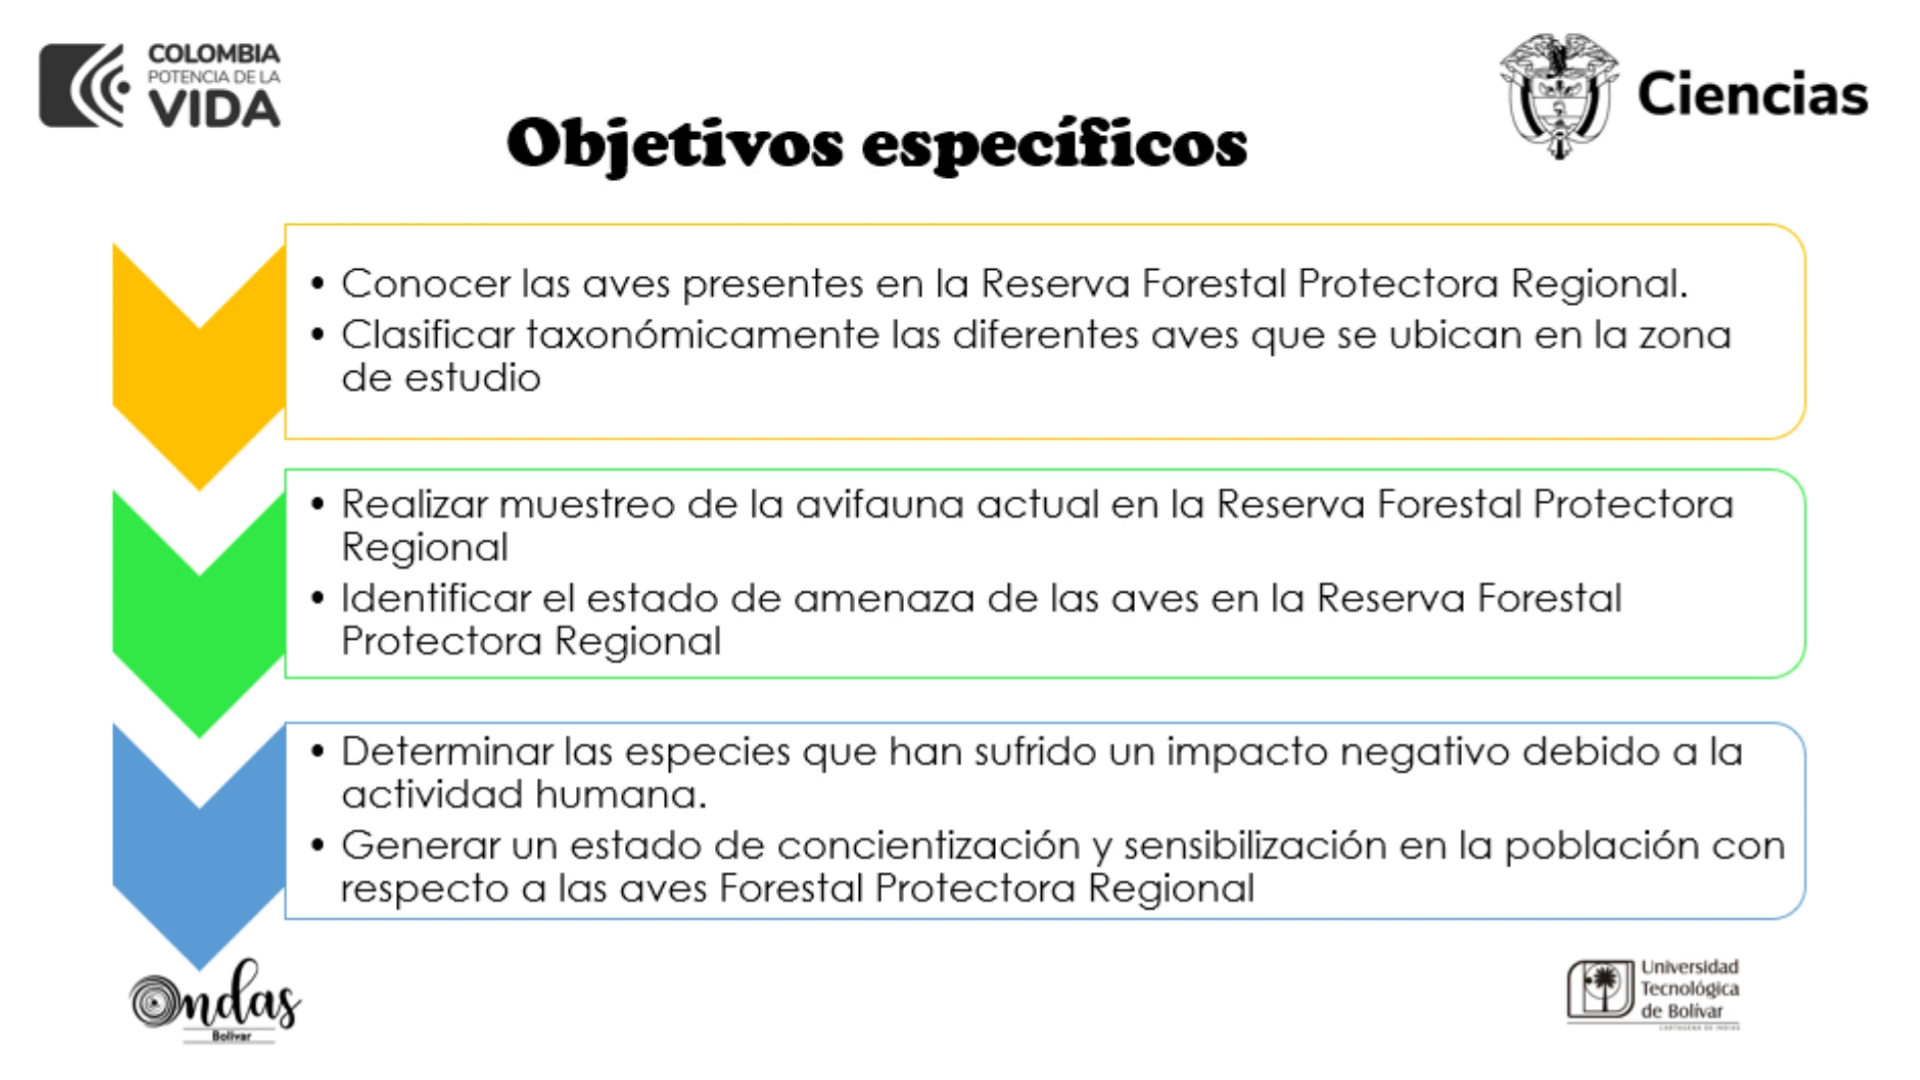 COLOMBIA
POTENCIA DE LA
VIDA
Ciencias
Objetivos específicos
• Conocer las aves presentes en la Reserva Forestal Protectora Regional.
• Clasificar taxonómicamente las diferentes aves que se ubican en la zona
de estudio
• Realizar muestreo de la avifauna actual en la Reserva Forestal Protectora
Regional
• Identificar el estado de amenaza de las aves en la Reserva Forestal
Protectora Regional
• Determinar las especies que han sufrido un impacto negativo debido a la
actividad humana.
• Generar un estado de concientización y sensibilización en la población con
respecto a las aves Forestal Protectora Regional
Ondas
Bolívar
Universidad
Tecnológica
de Bolívar
CARTAGENA DE INDIAS